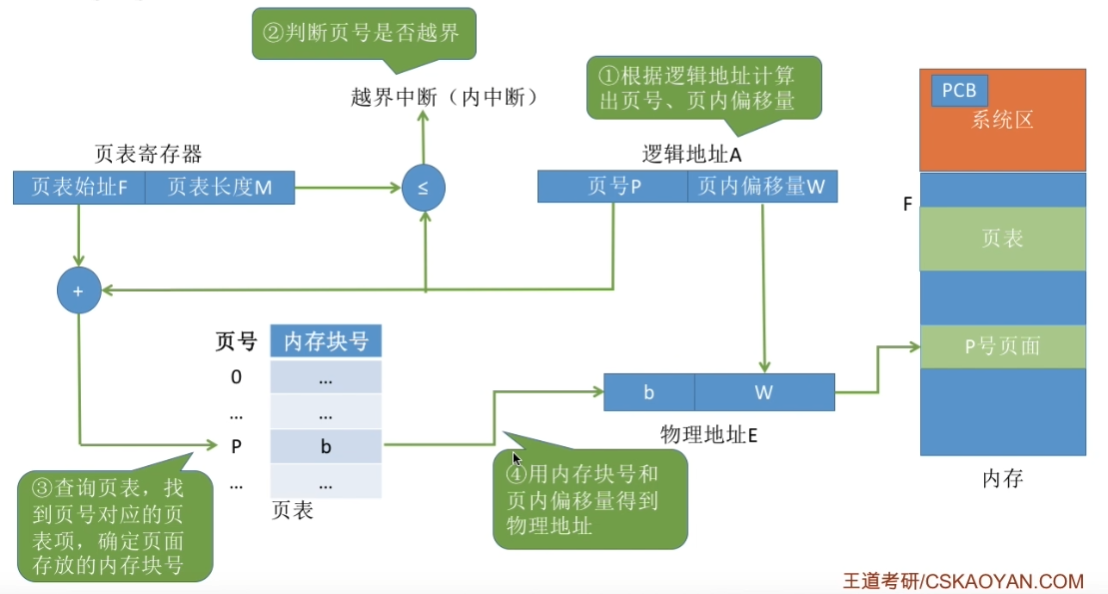 ②判断页号是否越界
越界中断（内中断）
①根据逻辑地址计算
出页号、页内偏移量
PCB
系统区
页表寄存器
页表始址F
页表长度M
≤
逻辑地址A
页号P
页内偏移量W
F
页表
P号页面
内存
+
页号
内存块号
0
...
...
...
P
b
...
...
页表
b
W
物理地址E
③查询页表，找
到页号对应的页
表项，确定页面
存放的内存块号
④用内存块号和
页内偏移量得到
物理地址
王道考研/CSKAOYAN.COM